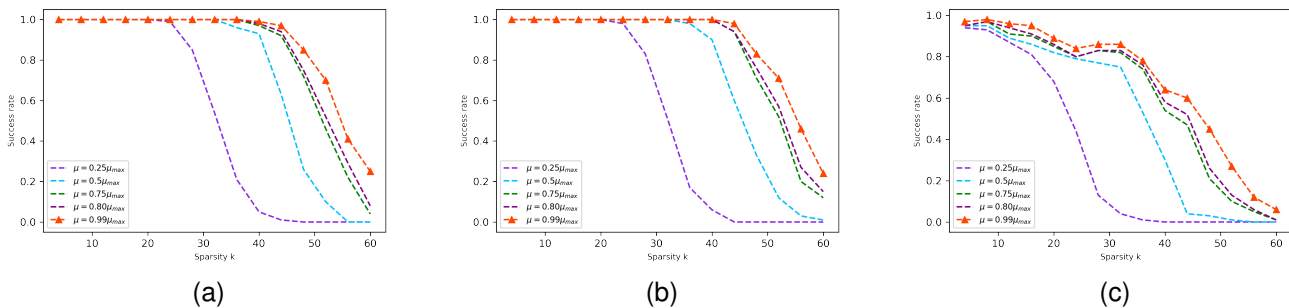 1.0
0.8
0.6
0.4
0.2
0.0
Success rate
μ = 0.25μmax
μ = 0.5μmax
μ = 0.75μmax
μ = 0.80μmax
μ = 0.99μmax
10 20 30 40 50 60
Sparsity k
(a)
1.0
0.8
0.6
0.4
0.2
0.0
Success rate
μ = 0.25μmax
μ = 0.5μmax
μ = 0.75μmax
μ = 0.80μmax
μ = 0.99μmax
10 20 30 40 50 60
Sparsity k
(b)
1.0
0.8
0.6
0.4
0.2
0.0
Success rate
μ = 0.25μmax
μ = 0.5μmax
μ = 0.75μmax
μ = 0.80μmax
μ = 0.99μmax
10 20 30 40 50 60
Sparsity k
(c)